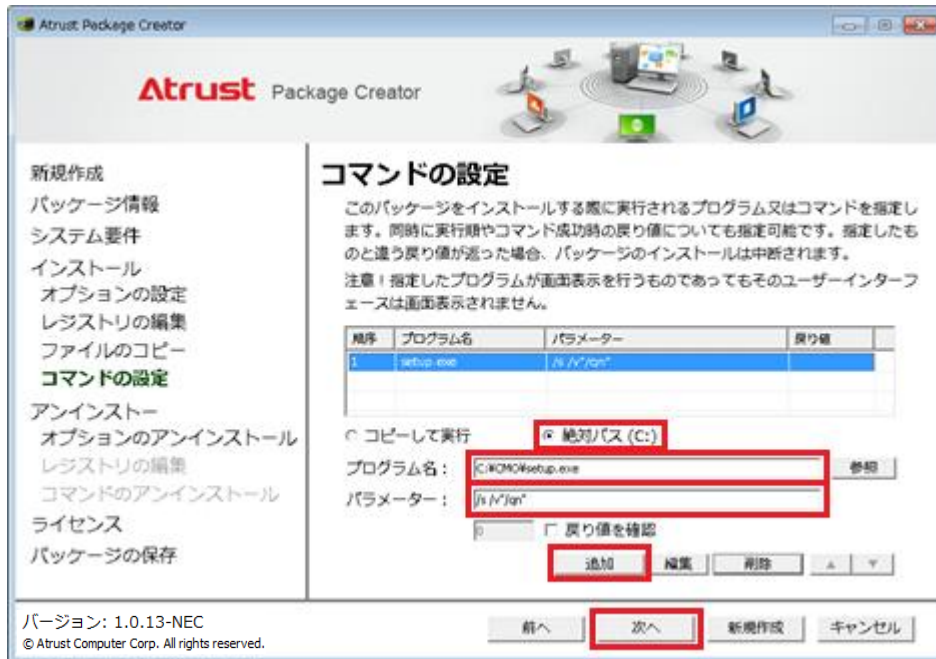 Atrust Package Creator
Atrust Package Creator
新規作成
パッケージ情報
システム要件
インストール
オプションの設定
レジストリの編集
ファイルのコピー
コマンドの設定
アンインストー
オプションのアンインストール
レジストリの編集
コマンドのアンインストール
ライセンス
パッケージの保存
バージョン: 1.0.13-NEC
© Atrust Computer Corp. All rights reserved.
コマンドの設定
このパッケージをインストールする際に実行されるプログラム又はコマンドを指定し
ます。同時に実行順やコマンド成功時の戻り値についても指定可能です。指定したも
のと違う戻り値が返った場合、パッケージのインストールは中断されます。
注意！指定したプログラムが画面表示を行うものであってもそのユーザーインターフ
ェースは画面表示されません。
順序 プログラム名 パラメーター 戻り値
1 setup.exe /s /v"/qn"
コピーして実行 絶対パス (C:)
プログラム名： C:¥CMO¥setup.exe 参照
パラメーター： /s /v"/qn"
0 戻り値を確認
追加 編集 削除
前へ 次へ 新規作成 キャンセル